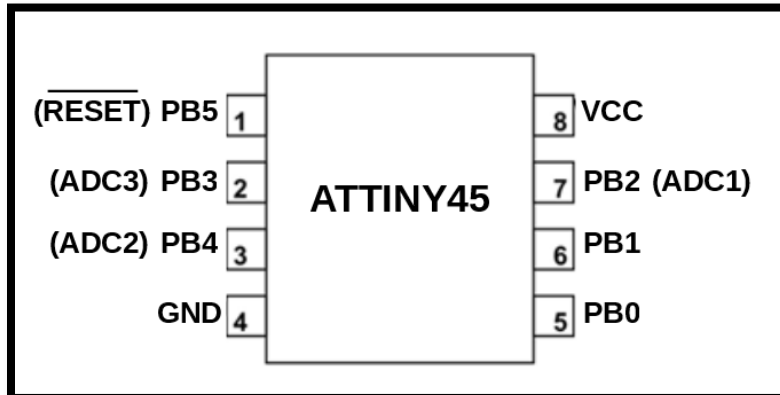 (RESET) PB5 1 8 VCC
(ADC3) PB3 2 7 PB2 (ADC1)
ATTINY45
(ADC2) PB4 3 6 PB1
GND 4 5 PB0